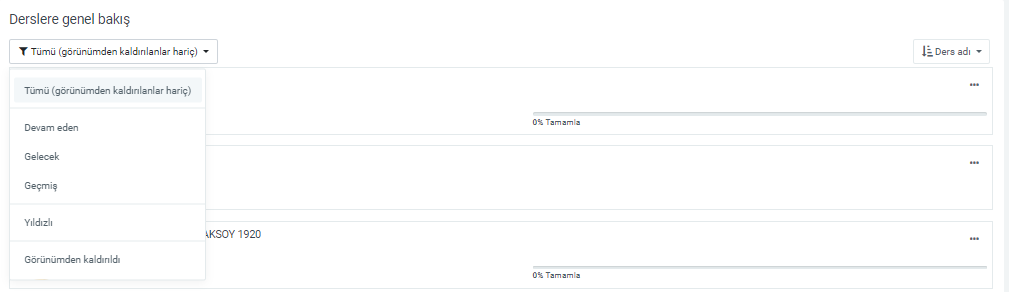 Derslere genel bakış
Tümü (görünümden kaldırılanlar hariç)
Ders adı
Tümü (görünümden kaldırılanlar hariç)
0% Tamamla
Devam eden
Gelecek
Geçmiş
Yıldızlı
AKSOY 1920
Görünümden kaldırıldı
0% Tamamla